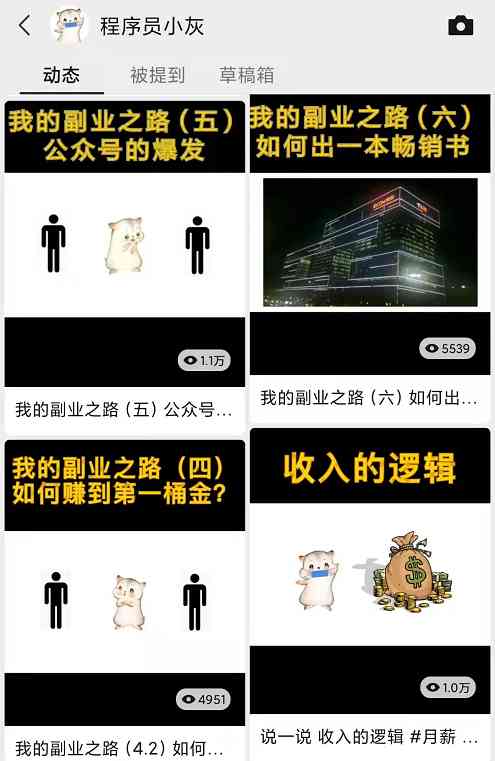 程序员小灰
动态 被提到 草稿箱
我的副业之路（五）
公众号的爆发
1.1万
我的副业之路（五）公众号...
我的副业之路（六）
如何出一本畅销书
5539
我的副业之路（六）如何出...
我的副业之路（四）
如何赚到第一桶金？
4951
我的副业之路（4.2）如何...
收入的逻辑
$
1.0万
说一说 收入的逻辑 #月薪 ...